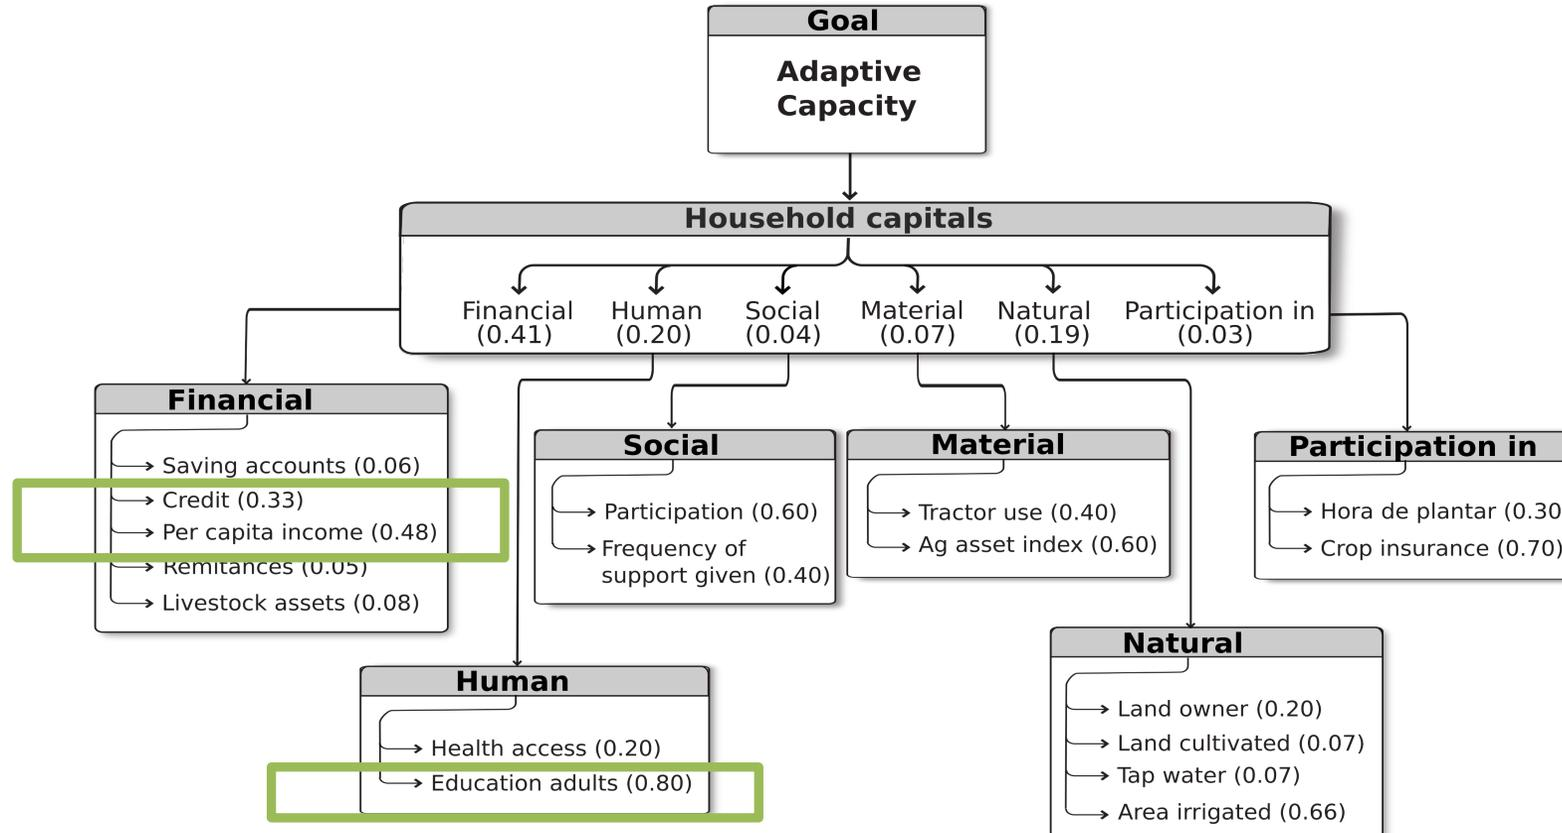 Goal
Adaptive
Capacity
Household capitals
Financial
(0.41)
Human
(0.20)
Social
(0.04)
Material
(0.07)
Natural
(0.19)
Participation in
(0.03)
Financial
Saving accounts (0.06)
Credit (0.33)
Per capita income (0.48)
Remitances (0.05)
Livestock assets (0.08)
Social
Participation (0.60)
Frequency of
support given (0.40)
Material
Tractor use (0.40)
Ag asset index (0.60)
Participation in
Hora de plantar (0.30
Crop insurance (0.70)
Human
Health access (0.20)
Education adults (0.80)
Natural
Land owner (0.20)
Land cultivated (0.07)
Tap water (0.07)
Area irrigated (0.66)